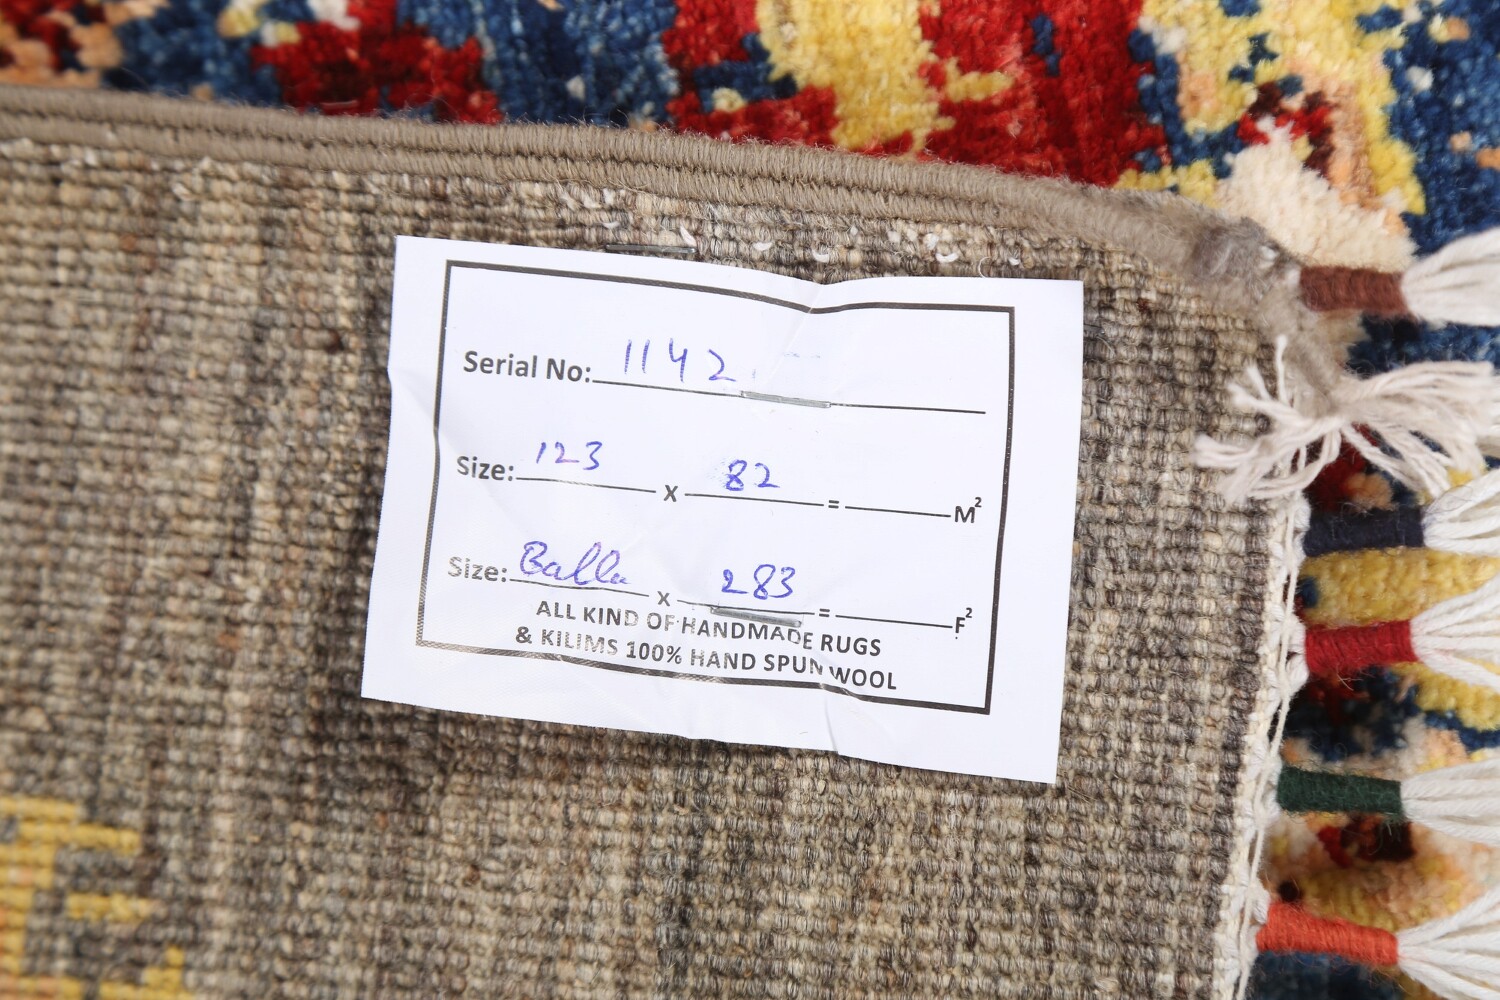 Serial No: 1142
Size: 123 x 82 = M²
Size: Balla x 283 = F²
ALL KIND OF HANDMADE RUGS
& KILIMS 100% HAND SPUN WOOL